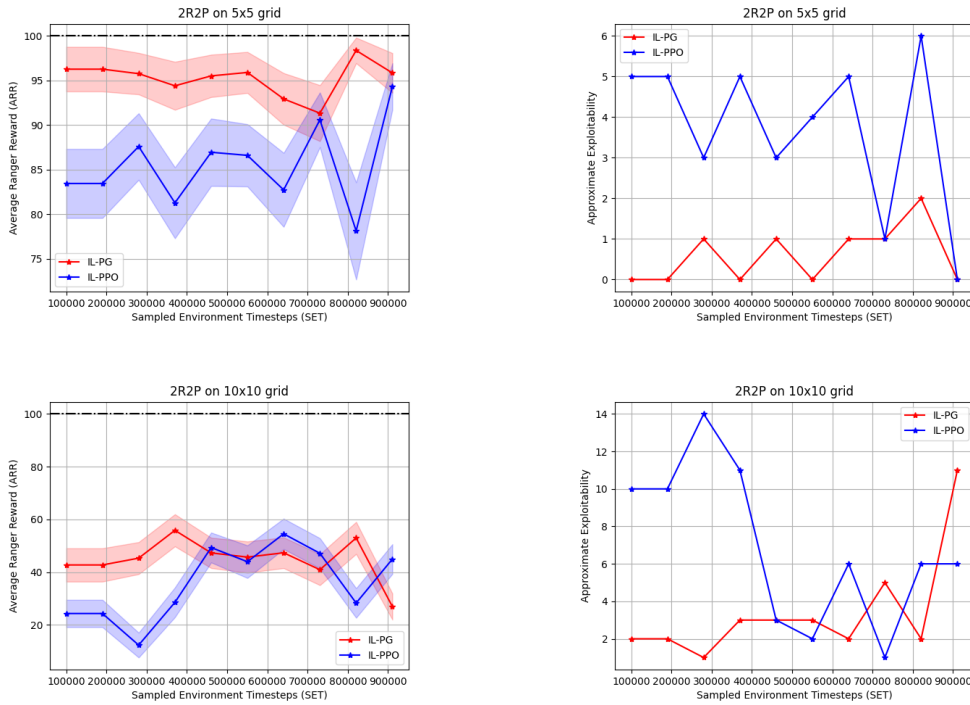 2R2P on 5x5 grid
100
95
90
85
80
75
Average Ranger Reward (ARR)
IL-PG
IL-PPO
100000 200000 300000 400000 500000 600000 700000 800000 900000
Sampled Environment Timesteps (SET)
2R2P on 5x5 grid
6
5
4
3
2
1
0
Approximate Exploitability
IL-PG
IL-PPO
100000 200000 300000 400000 500000 600000 700000 800000 900000
Sampled Environment Timesteps (SET)
2R2P on 10x10 grid
100
80
60
40
20
Average Ranger Reward (ARR)
IL-PG
IL-PPO
100000 200000 300000 400000 500000 600000 700000 800000 900000
Sampled Environment Timesteps (SET)
2R2P on 10x10 grid
14
12
10
8
6
4
2
Approximate Exploitability
IL-PG
IL-PPO
100000 200000 300000 400000 500000 600000 700000 800000 900000
Sampled Environment Timesteps (SET)